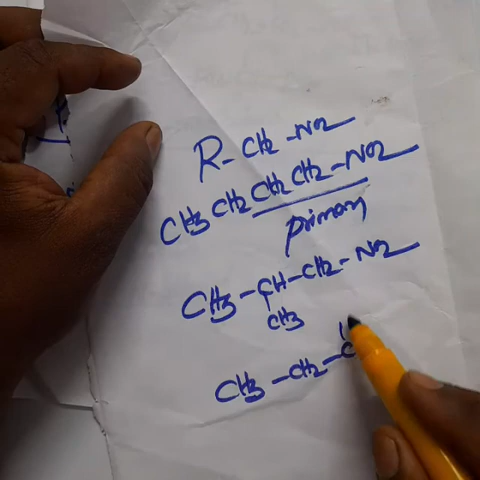 R-CH2-NO2
CH3 CH2 CH2 CH2-NO2
primary
CH3-CH-CH2-NO2
CH3
CH3-CH2-C